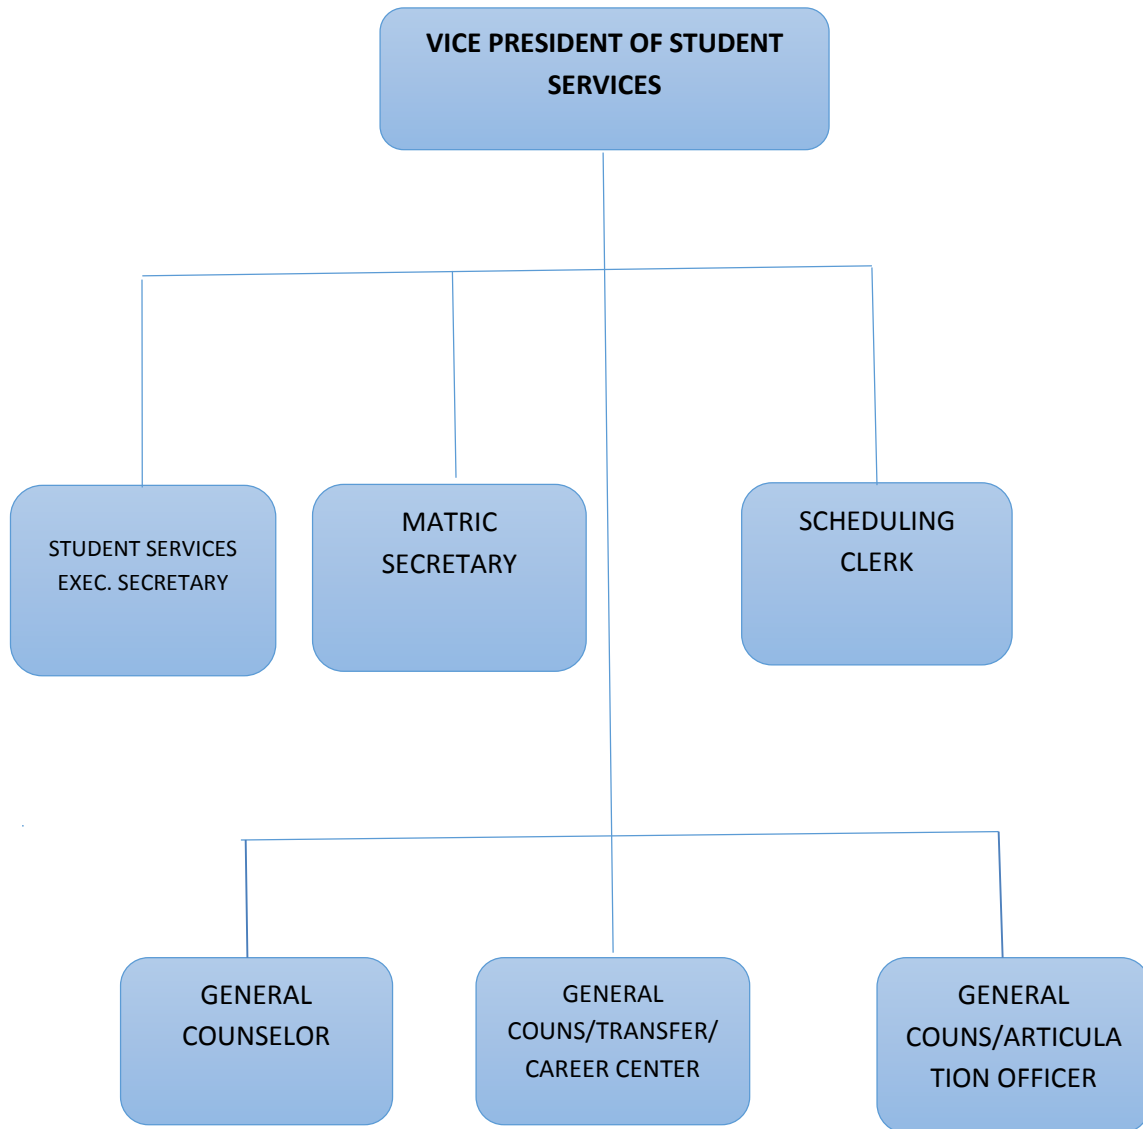 VICE PRESIDENT OF STUDENT
SERVICES
STUDENT SERVICES
EXEC. SECRETARY
MATRIC
SECRETARY
SCHEDULING
CLERK
GENERAL
COUNSELOR
GENERAL
COUNS/TRANSFER/
CAREER CENTER
GENERAL
COUNS/ARTICULA
TION OFFICER